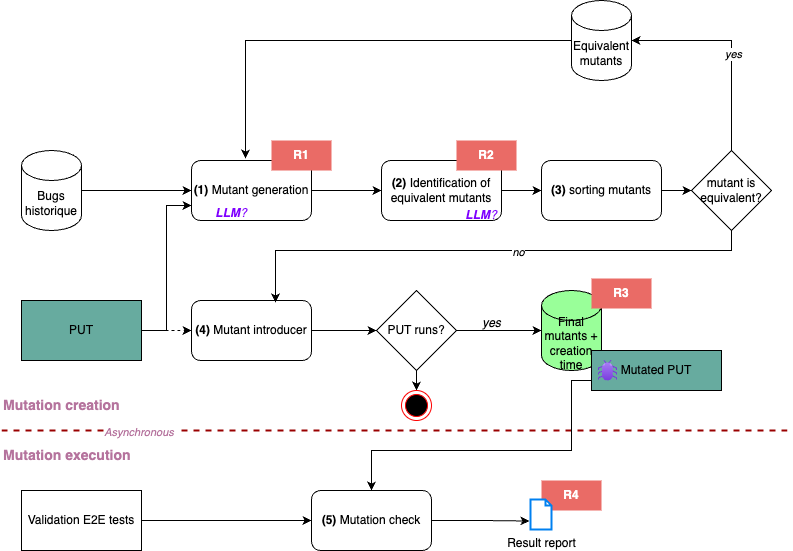 Equivalent
mutants
yes
R1
R2
Bugs
historique
(1) Mutant generation
LLM?
(2) Identification of
equivalent mutants
LLM?
(3) sorting mutants
mutant is
equivalent?
no
R3
PUT
(4) Mutant introducer
PUT runs?
yes
Final
mutants +
creation
time
Mutated PUT
Mutation creation
Asynchronous
Mutation execution
R4
Validation E2E tests
(5) Mutation check
Result report